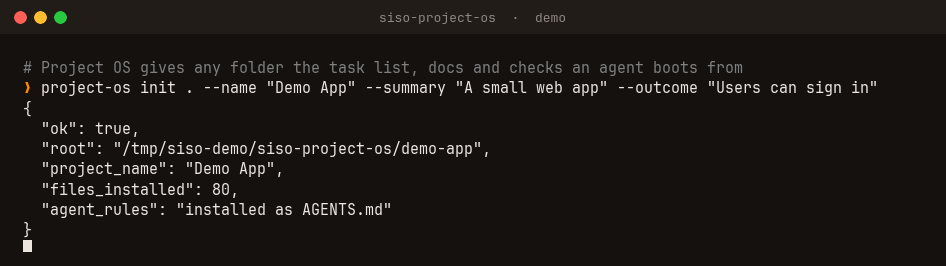 siso-project-os · demo
# Project OS gives any folder the task list, docs and checks an agent boots from
❯ project-os init . --name "Demo App" --summary "A small web app" --outcome "Users can sign in"
{
  "ok": true,
  "root": "/tmp/siso-demo/siso-project-os/demo-app",
  "project_name": "Demo App",
  "files_installed": 80,
  "agent_rules": "installed as AGENTS.md"
}